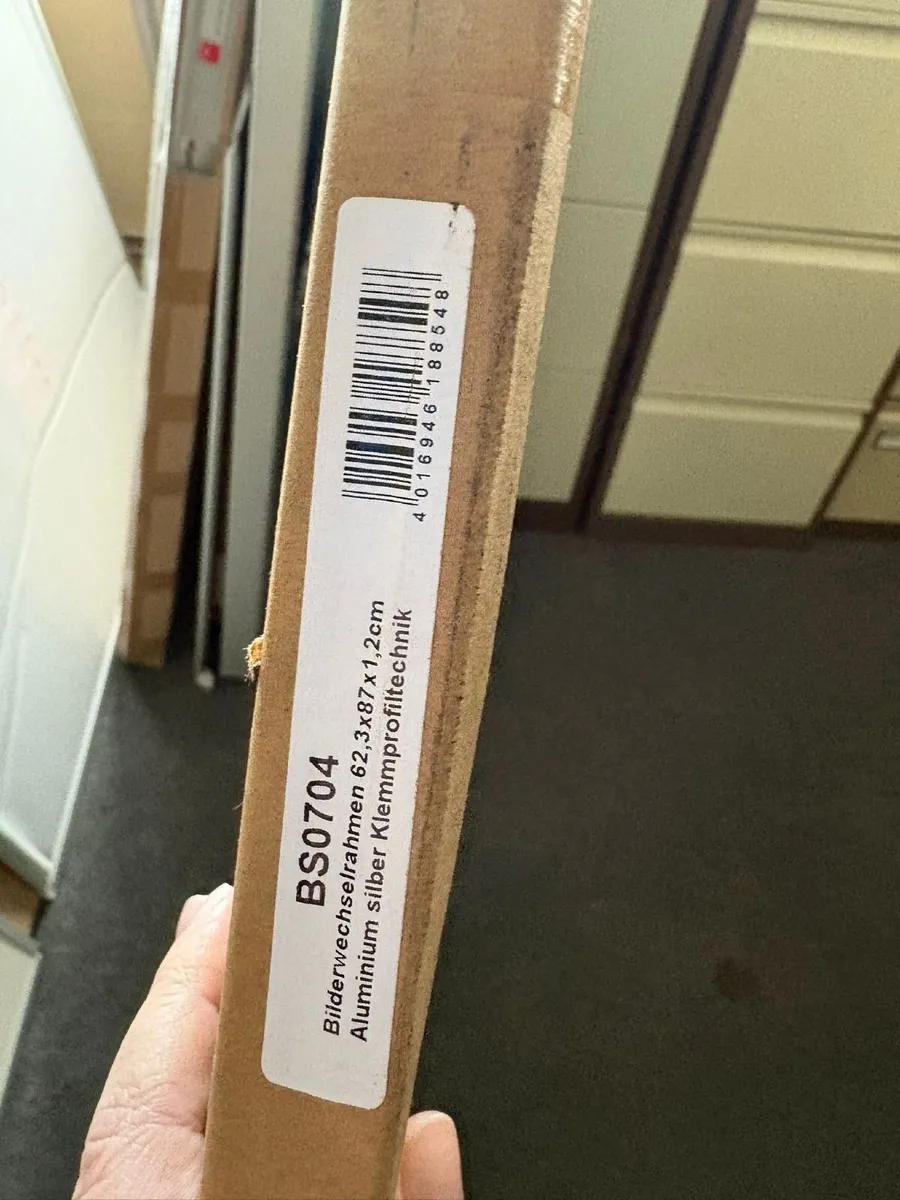 BS0704
Bilderwechselrahmen 62,3x87x1,2cm
Aluminium silber Klemmprofiltechnik
4 016946 188548